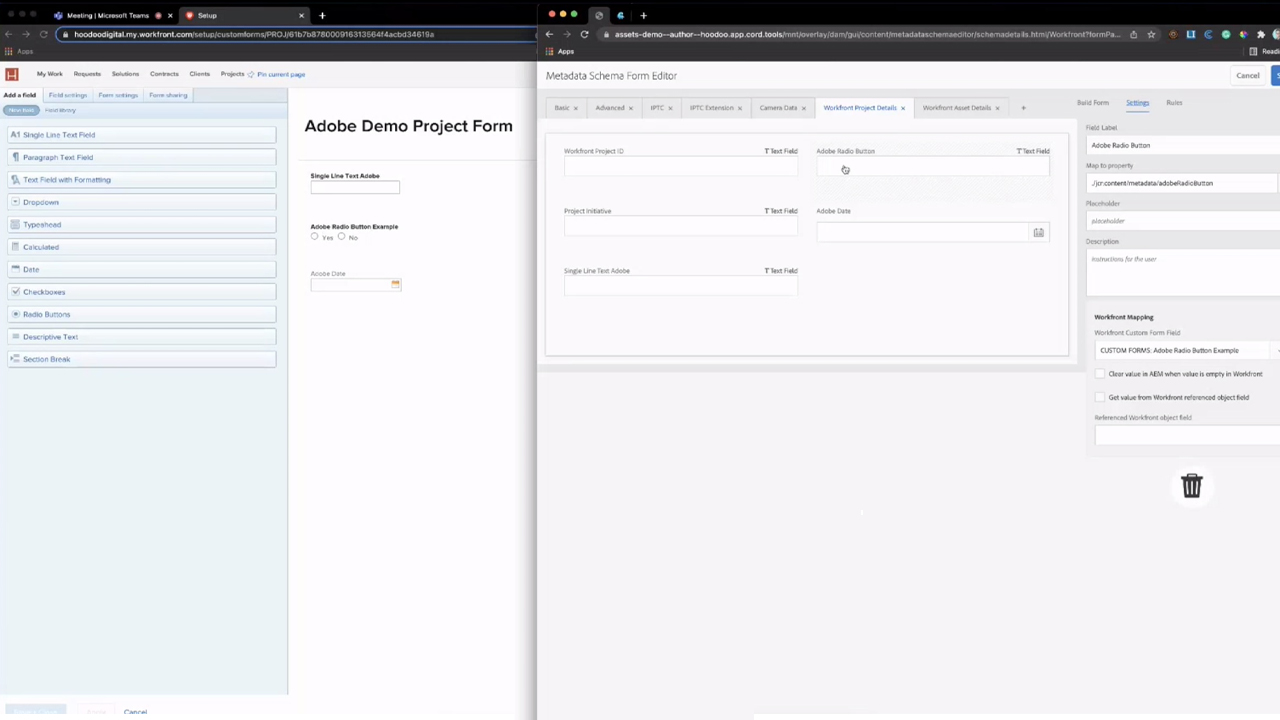 Meeting | Microsoft Teams
Setup
hoodoodigital.my.workfront.com/setup/customforms/PROJ/61b7b878000916313564f4acbd34619a
Apps
My Work Requests Solutions Contracts Clients Projects Pin current page
Add a field Field settings Form settings Form sharing
New field Field library
Single Line Text Field
Paragraph Text Field
Text Field with Formatting
Dropdown
Typeahead
Calculated
Date
Checkboxes
Radio Buttons
Descriptive Text
Section Break
Cancel
Adobe Demo Project Form
Single Line Text Adobe
Adobe Radio Button Example
Yes No
Adobe Date
assets-demo--author--hoodoo.app.cord.tools/mnt/overlay/dam/gui/content/metadataschemaeditor/schemadetails.html/Workfront?formPa...
Apps
Readi
Metadata Schema Form Editor
Cancel
Basic Advanced IPTC IPTC Extension Camera Data Workfront Project Details Workfront Asset Details
Workfront Project ID Text Field
Adobe Radio Button Text Field
Project Initiative Text Field
Adobe Date
Single Line Text Adobe Text Field
Build Form Settings Rules
Field Label
Adobe Radio Button
Map to property
./jcr:content/metadata/adobeRadioButton
Placeholder
placeholder
Description
Instructions for the user
Workfront Mapping
Workfront Custom Form Field
CUSTOM FORMS: Adobe Radio Button Example
Clear value in AEM when value is empty in Workfront
Get value from Workfront referenced object field
Referenced Workfront object field